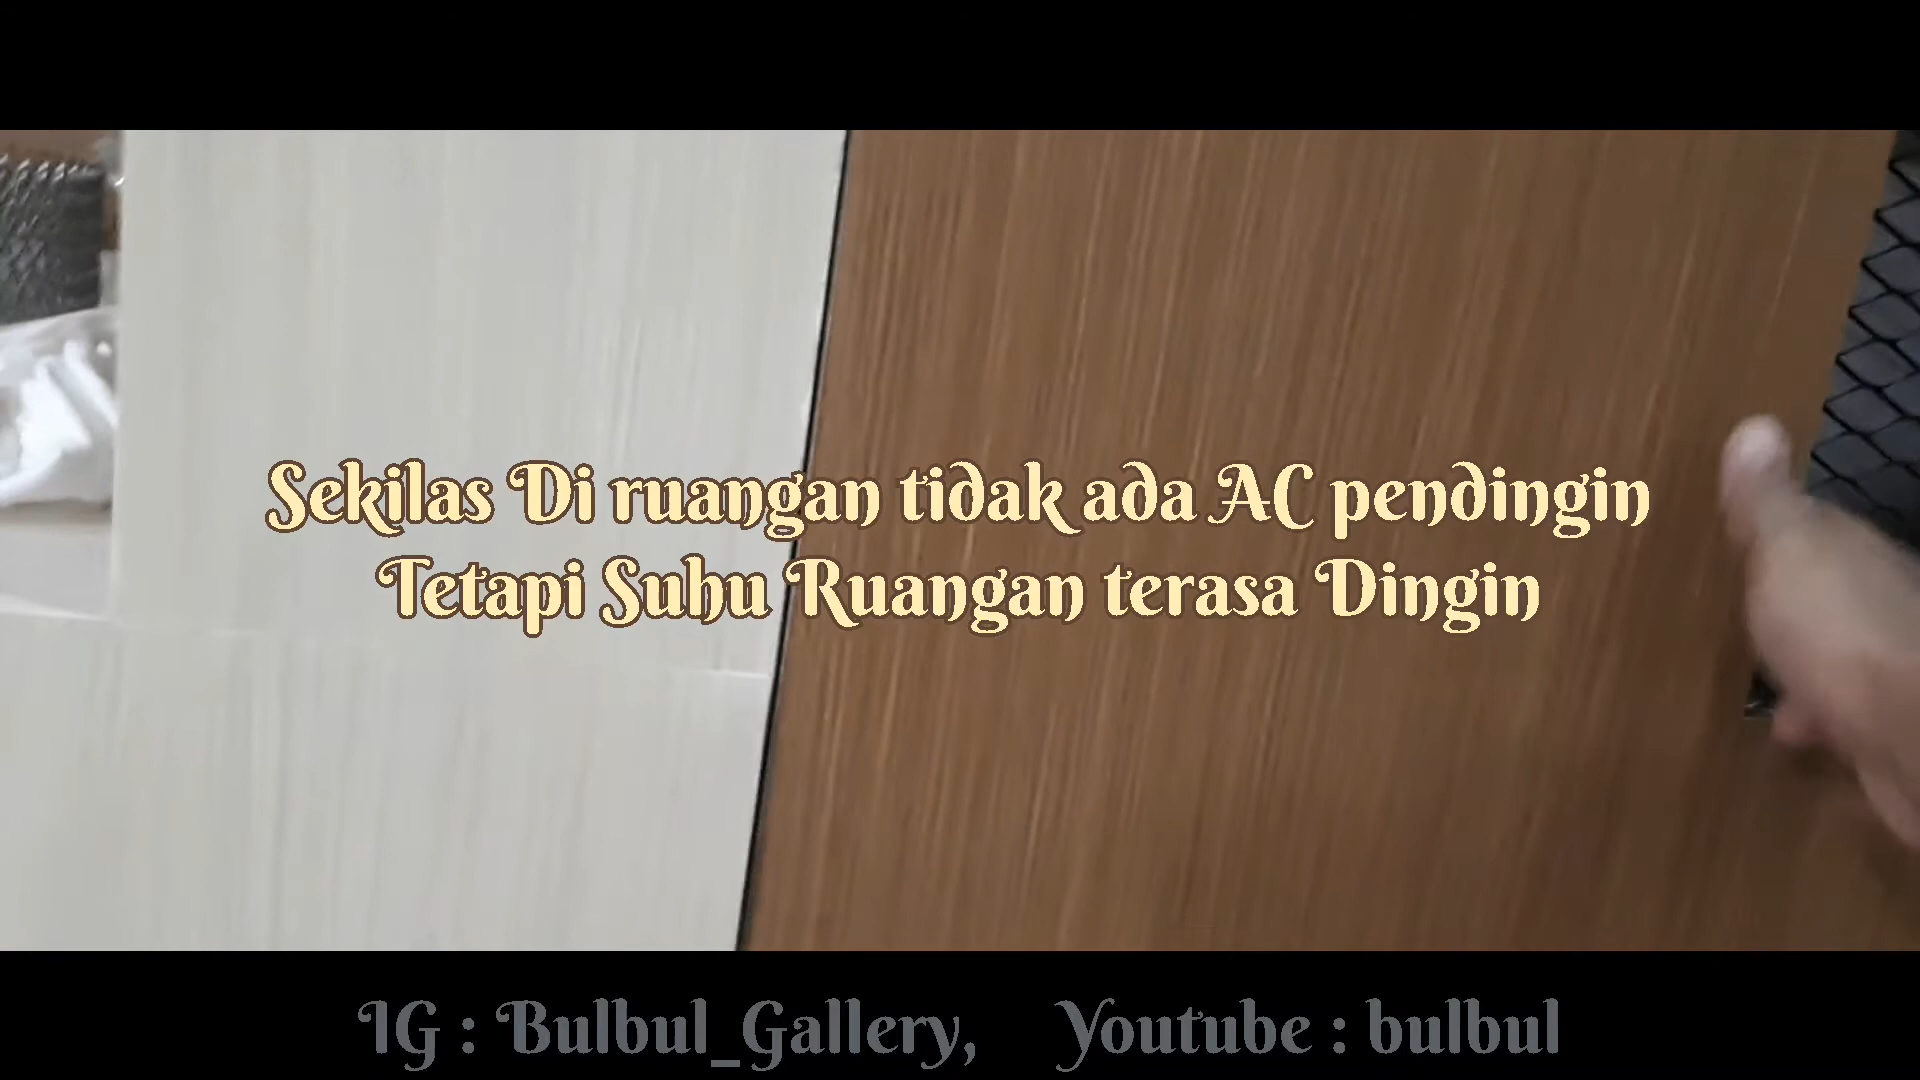 Sekilas Di ruangan tidak ada AC pendingin
Tetapi Suhu Ruangan terasa Dingin
IG : Bulbul_Gallery, Youtube : bulbul